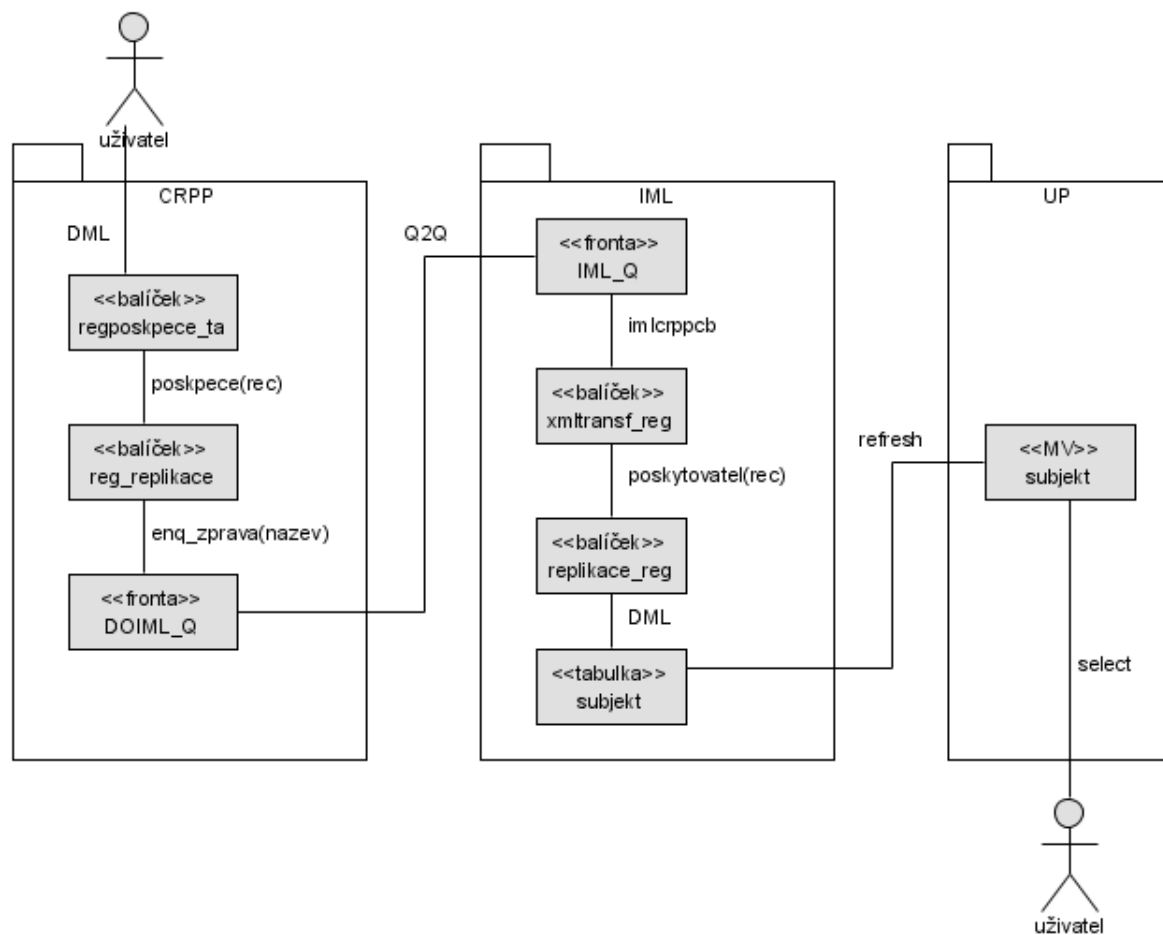 uživatel
CRPP
DML
<<balíček>>
regposkpece_ta
poskpece(rec)
<<balíček>>
reg_replikace
enq_zprava(nazev)
<<fronta>>
DOIML_Q
Q2Q
IML
<<fronta>>
IML_Q
imlcrppcb
<<balíček>>
xmltransf_reg
poskytovatel(rec)
<<balíček>>
replikace_reg
DML
<<tabulka>>
subjekt
refresh
UP
<<MV>>
subjekt
select
uživatel